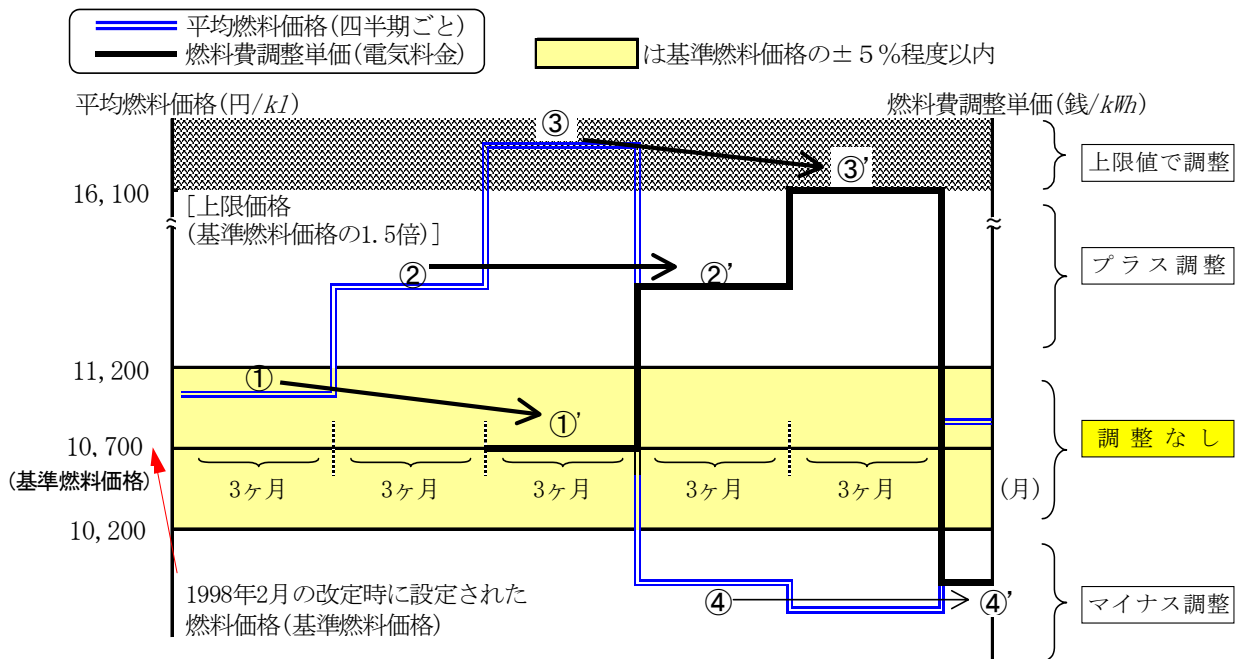 平均燃料価格(四半期ごと)
燃料費調整単価(電気料金)
は基準燃料価格の±5%程度以内
平均燃料価格(円/kl)
燃料費調整単価(銭/kWh)
③
③’
上限値で調整
16,100
[上限価格
(基準燃料価格の1.5倍)]
②
②’
プラス調整
11,200
①
①’
10,700
(基準燃料価格)
調整なし
3ヶ月 3ヶ月 3ヶ月 3ヶ月 3ヶ月
(月)
10,200
1998年2月の改定時に設定された
燃料価格(基準燃料価格)
④
④’
マイナス調整